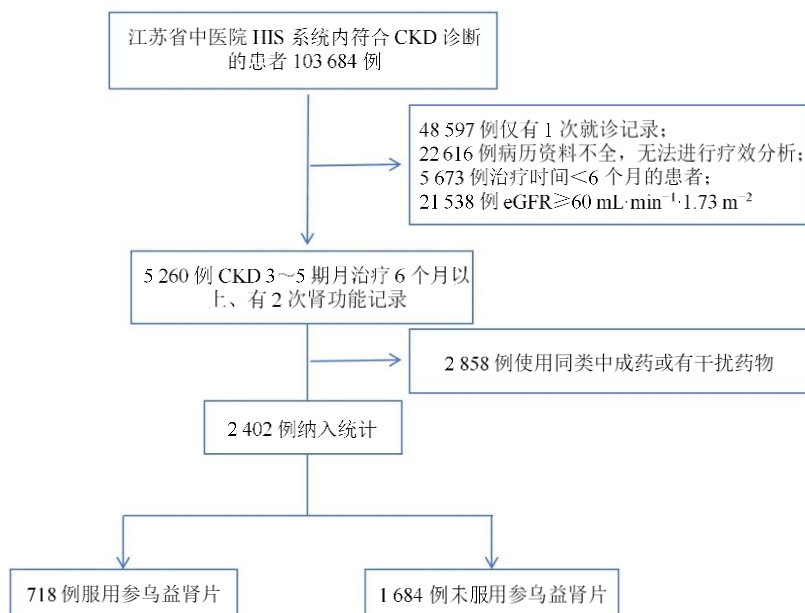 江苏省中医院 HIS 系统内符合 CKD 诊断
的患者 103 684 例
48 597 例仅有 1 次就诊记录；
22 616 例病历资料不全，无法进行疗效分析；
5 673 例治疗时间＜6 个月的患者；
21 538 例 eGFR≥60 mL·min⁻¹·1.73 m⁻²
5 260 例 CKD 3～5 期月治疗 6 个月以
上、有 2 次肾功能记录
2 858 例使用同类中成药或有干扰药物
2 402 例纳入统计
718 例服用参乌益肾片
1 684 例未服用参乌益肾片